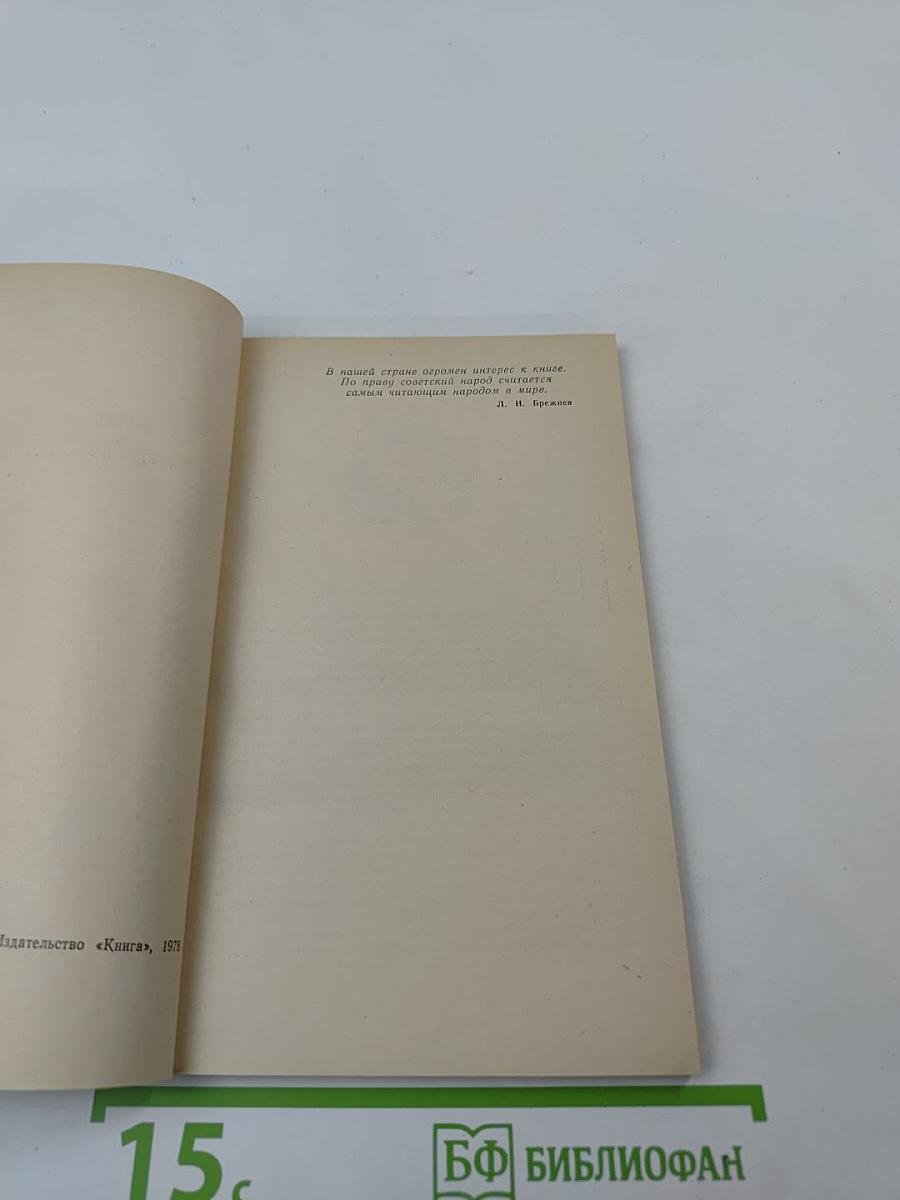 В нашей стране огромен интерес к книге.
По праву советский народ считается
самым читающим народом в мире.
Л. И. Брежнев
Издательство «Книга», 1978
15 с
БФ БИБЛИОФАН